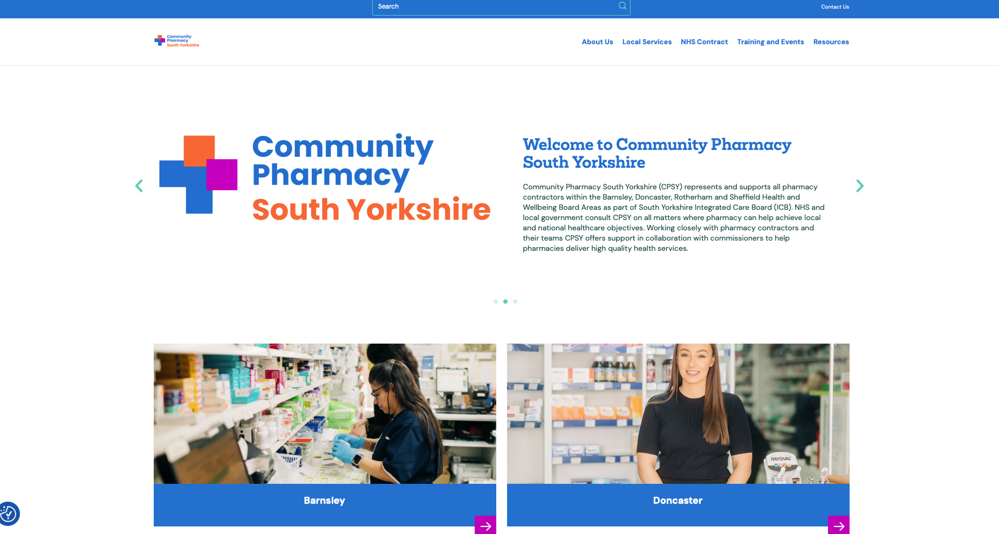 Search
Contact Us
Community
Pharmacy
South Yorkshire
About Us
Local Services
NHS Contract
Training and Events
Resources
Community
Pharmacy
South Yorkshire
Welcome to Community Pharmacy
South Yorkshire
Community Pharmacy South Yorkshire (CPSY) represents and supports all pharmacy
contractors within the Barnsley, Doncaster, Rotherham and Sheffield Health and
Wellbeing Board Areas as part of South Yorkshire Integrated Care Board (ICB). NHS and
local government consult CPSY on all matters where pharmacy can help achieve local
and national healthcare objectives. Working closely with pharmacy contractors and
their teams CPSY offers support in collaboration with commissioners to help
pharmacies deliver high quality health services.
RAYOVAC
Barnsley
Doncaster